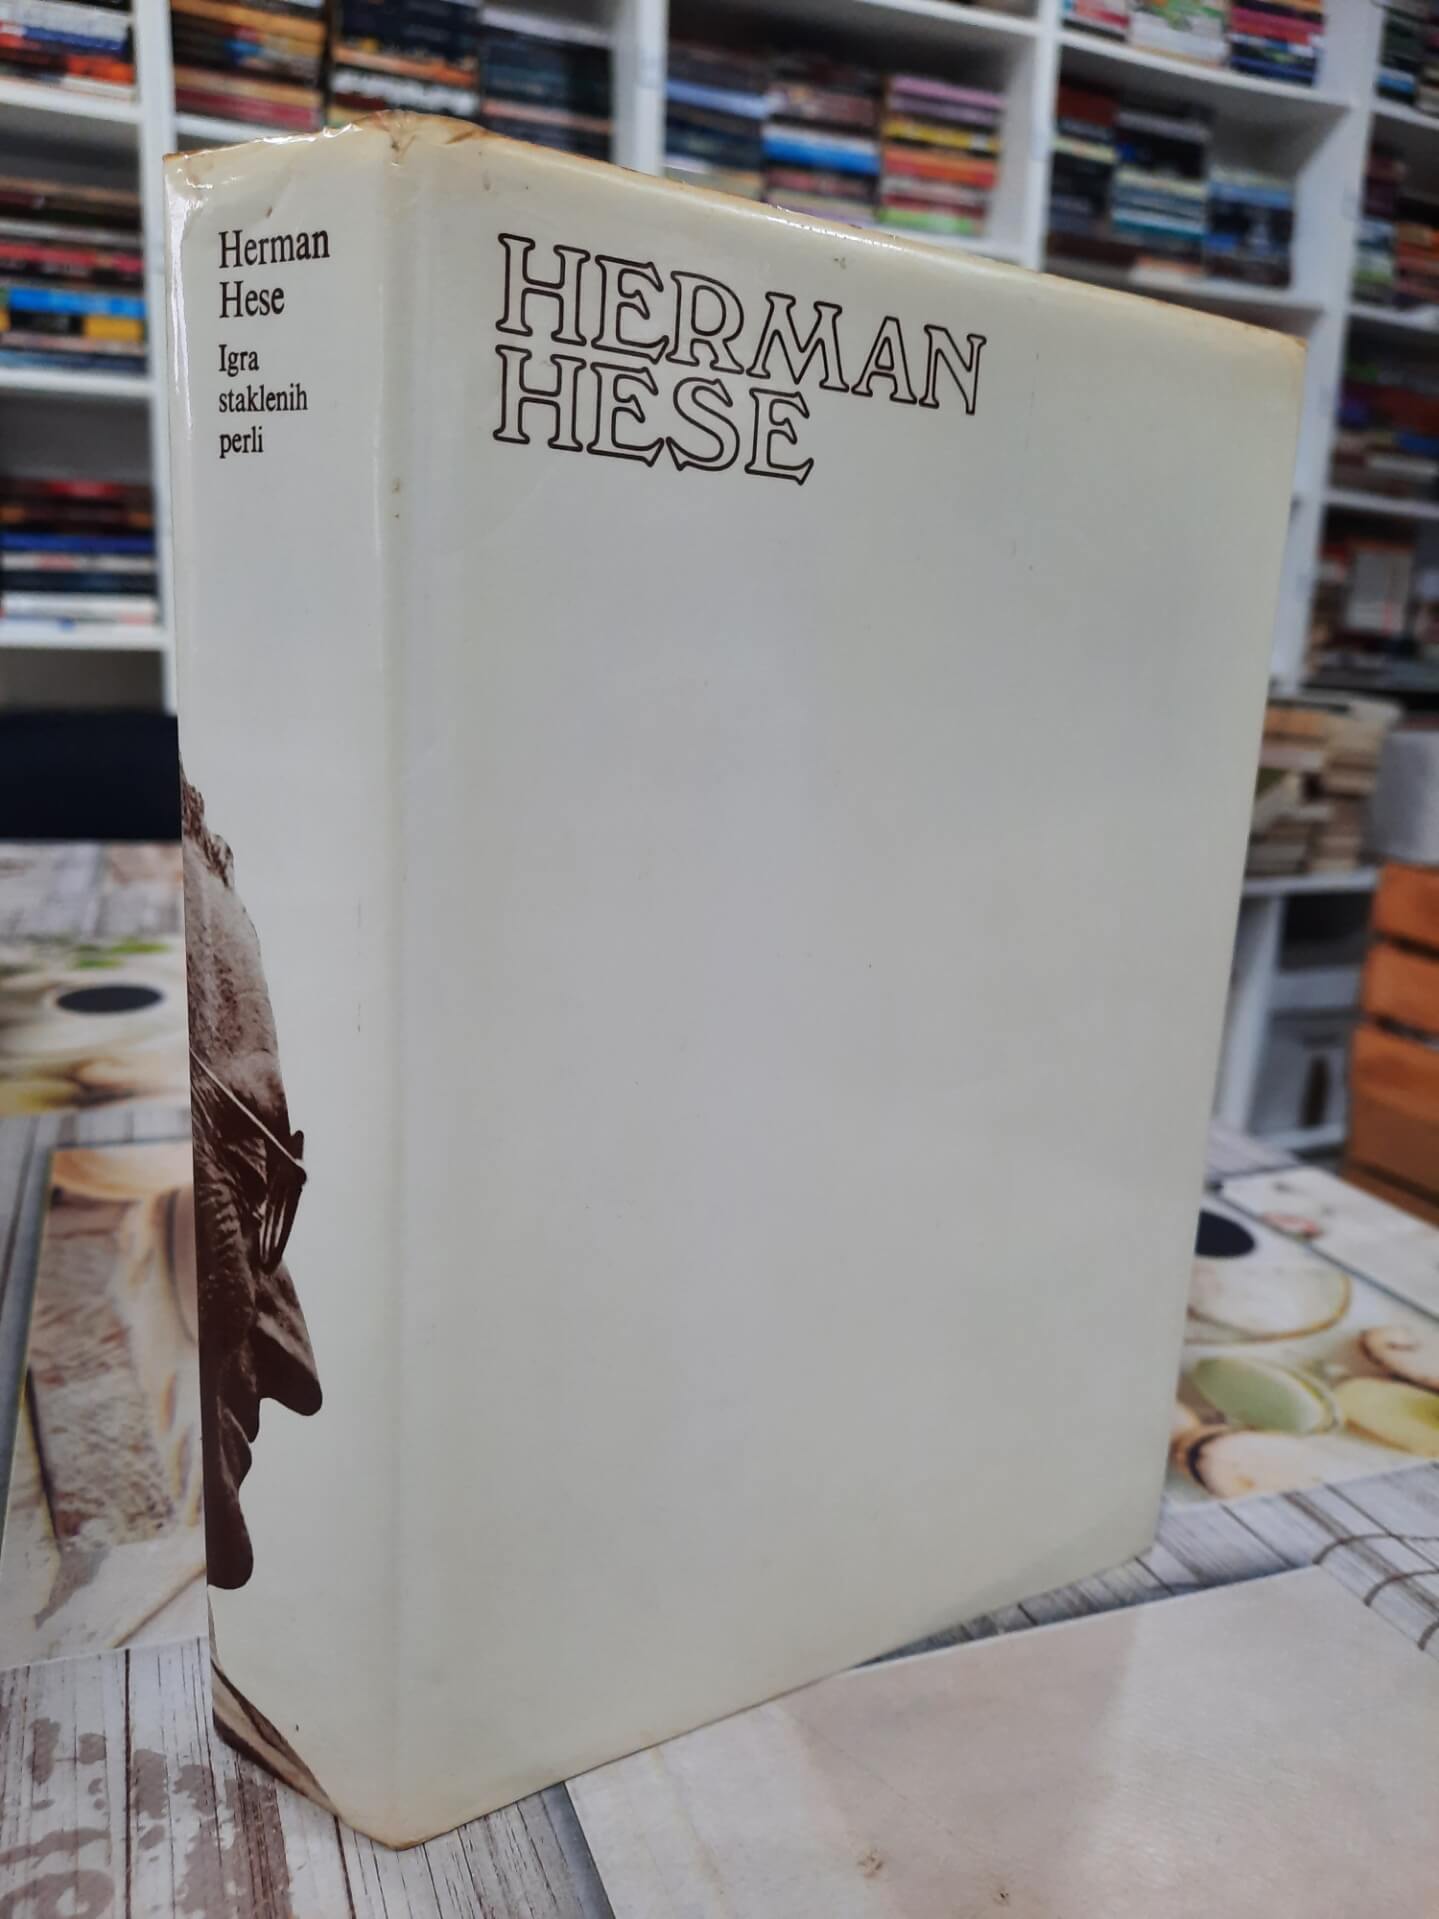 Herman
Hese
Igra
staklenih
perli
HERMAN
HESE